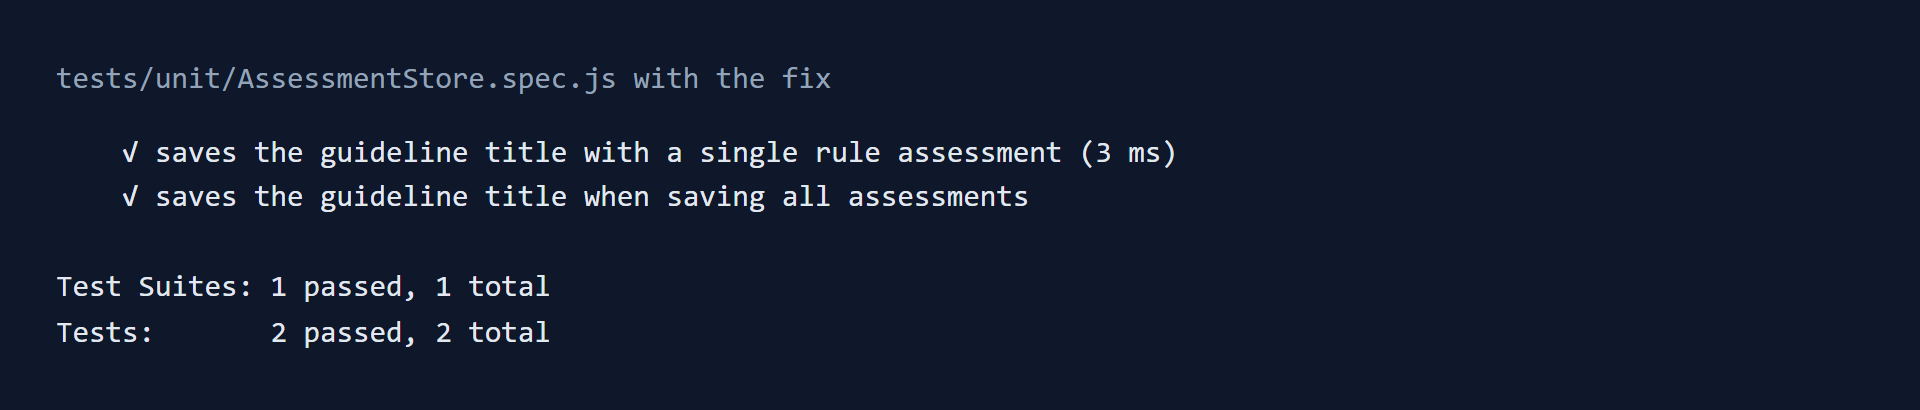 tests/unit/AssessmentStore.spec.js with the fix
√ saves the guideline title with a single rule assessment (3 ms)
√ saves the guideline title when saving all assessments
Test Suites: 1 passed, 1 total
Tests:       2 passed, 2 total